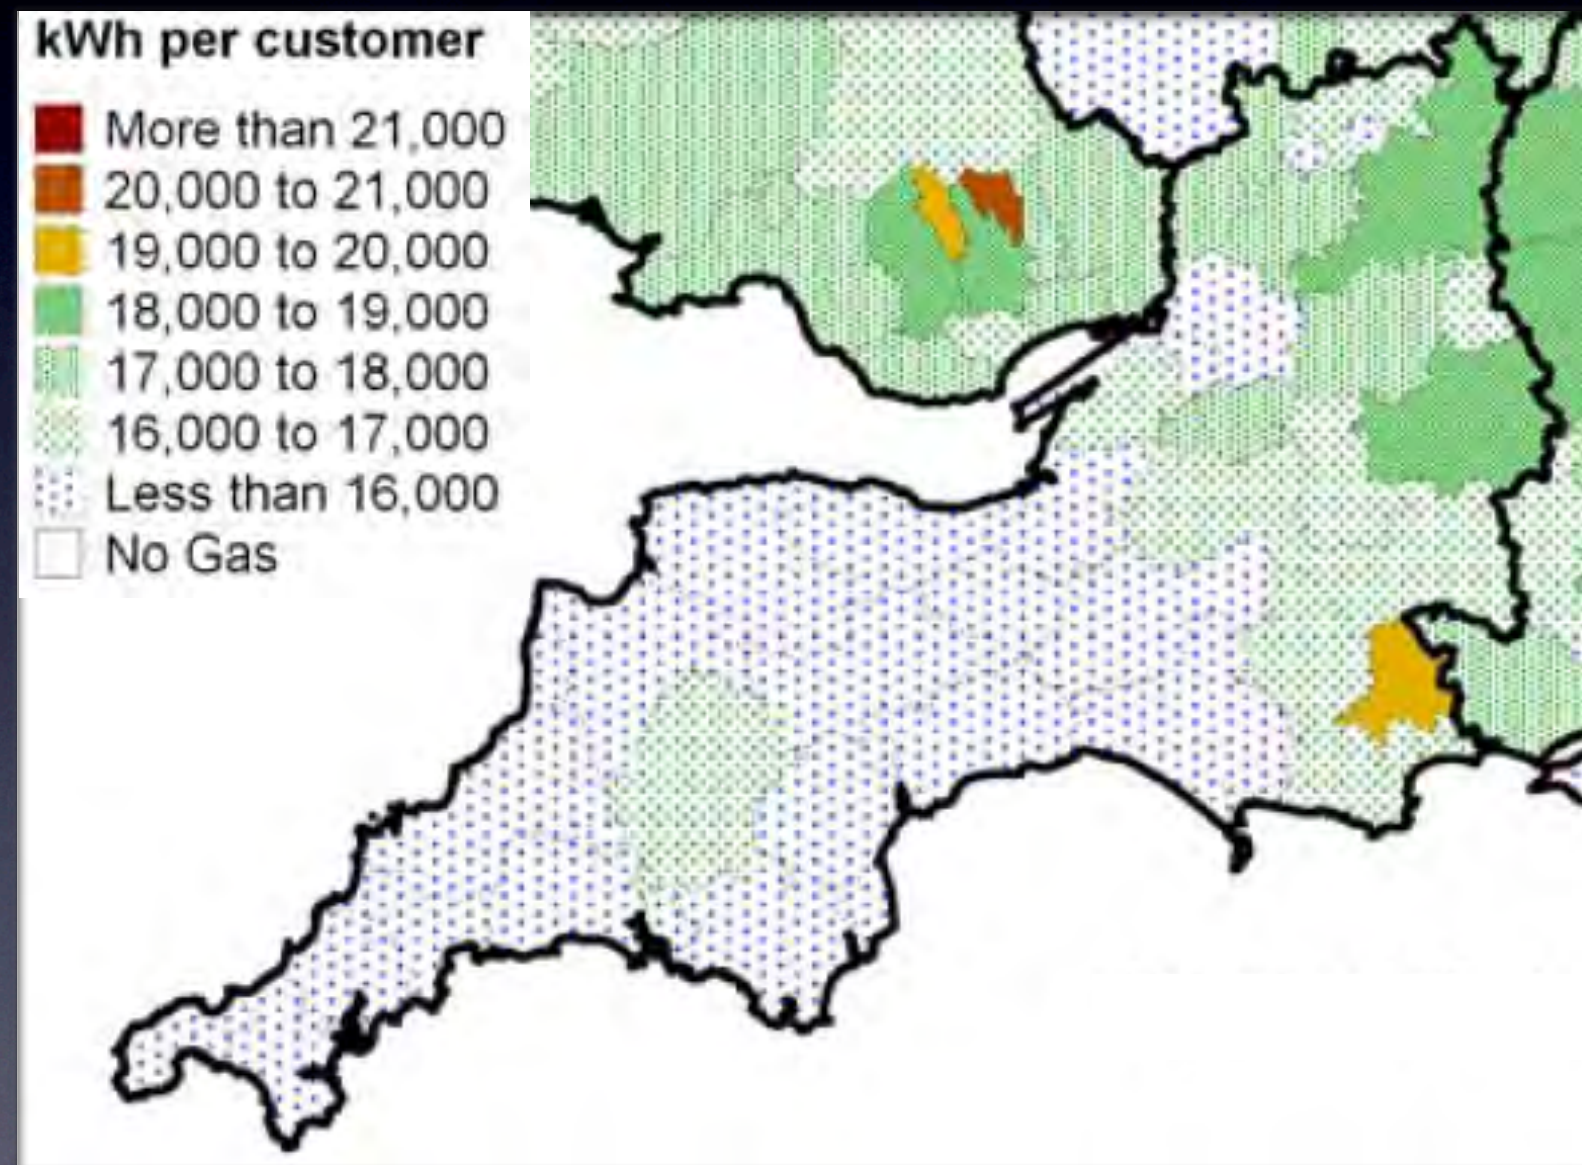 kWh per customer
More than 21,000
20,000 to 21,000
19,000 to 20,000
18,000 to 19,000
17,000 to 18,000
16,000 to 17,000
Less than 16,000
No Gas